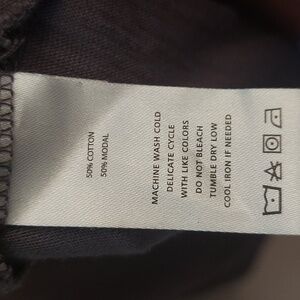 50% COTTON
50% MODAL
MACHINE WASH COLD
DELICATE CYCLE
WITH LIKE COLORS
DO NOT BLEACH
TUMBLE DRY LOW
COOL IRON IF NEEDED